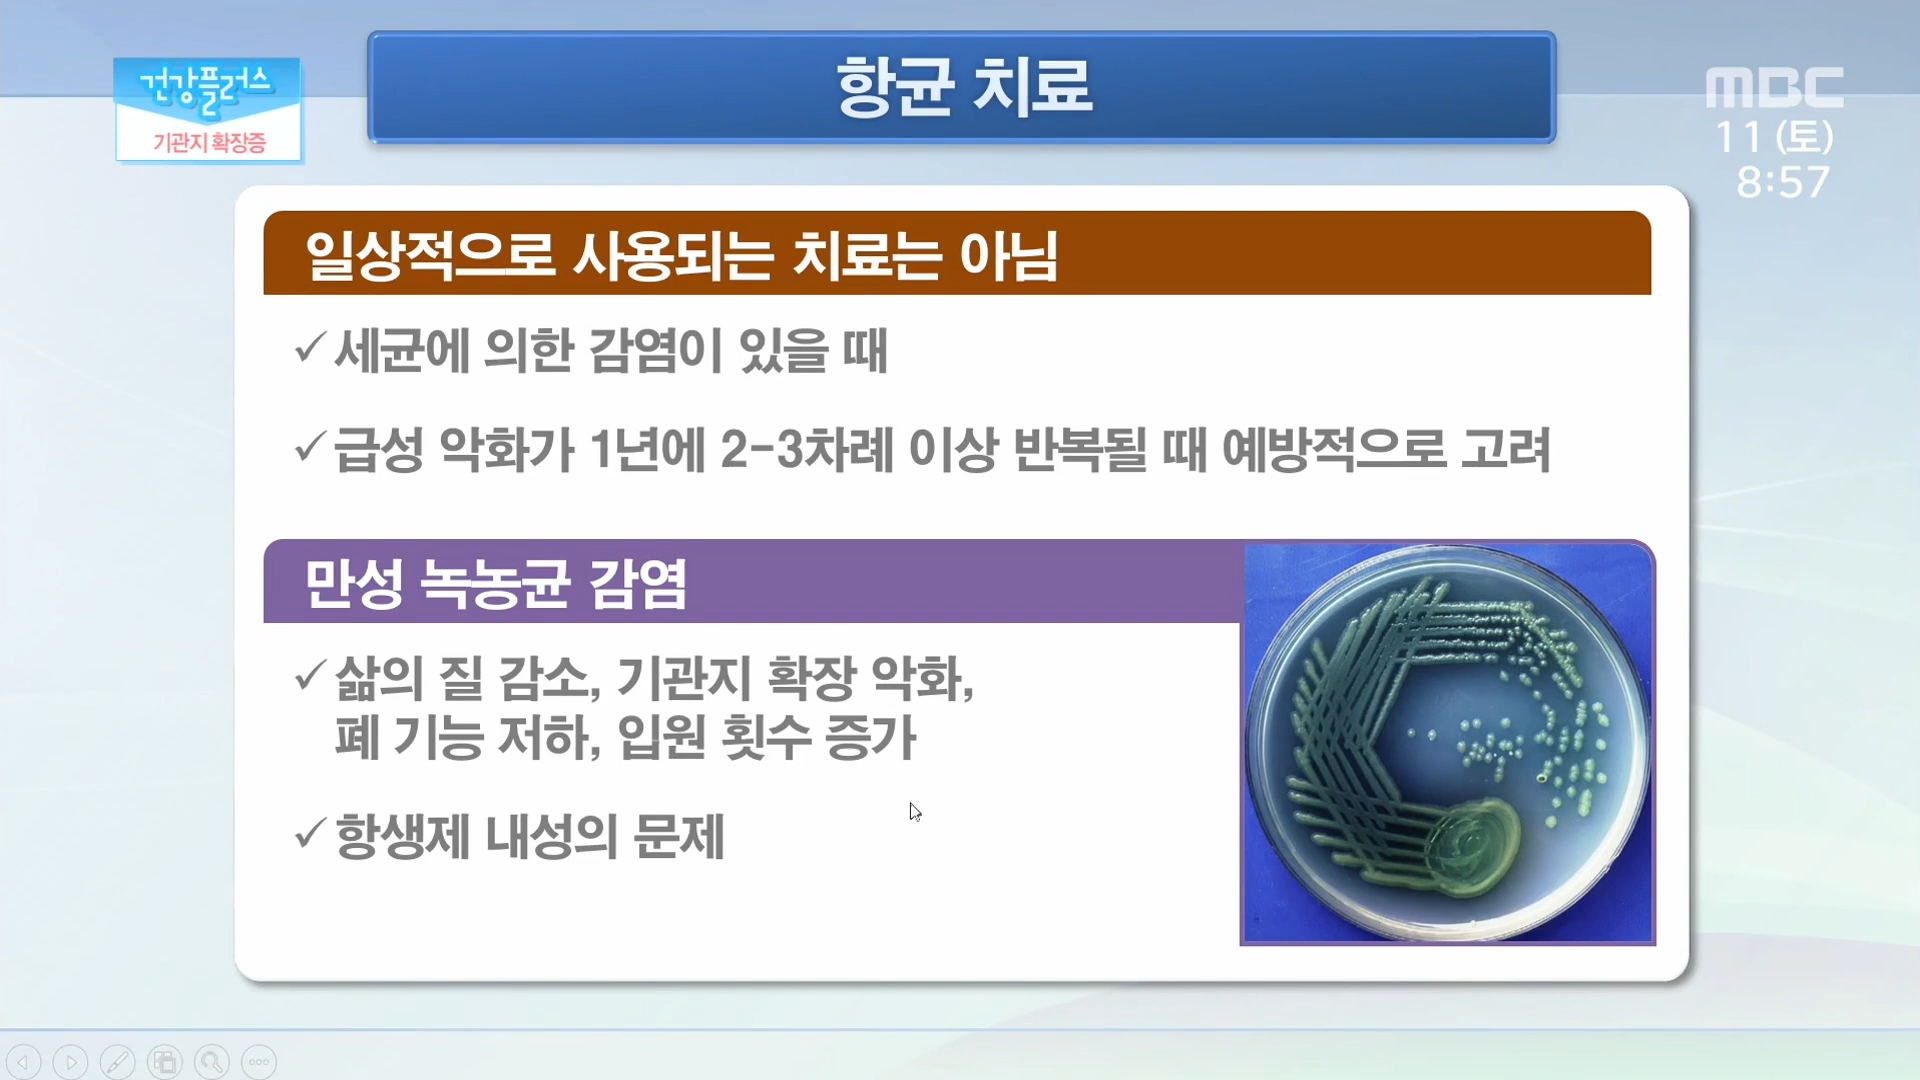 항균 치료
건강플러스
기관지 확장증
MBC
11 (토)
8:57
일상적으로 사용되는 치료는 아님
✓세균에 의한 감염이 있을 때
✓급성 악화가 1년에 2-3차례 이상 반복될 때 예방적으로 고려
만성 녹농균 감염
✓삶의 질 감소, 기관지 확장 악화,
폐 기능 저하, 입원 횟수 증가
✓항생제 내성의 문제